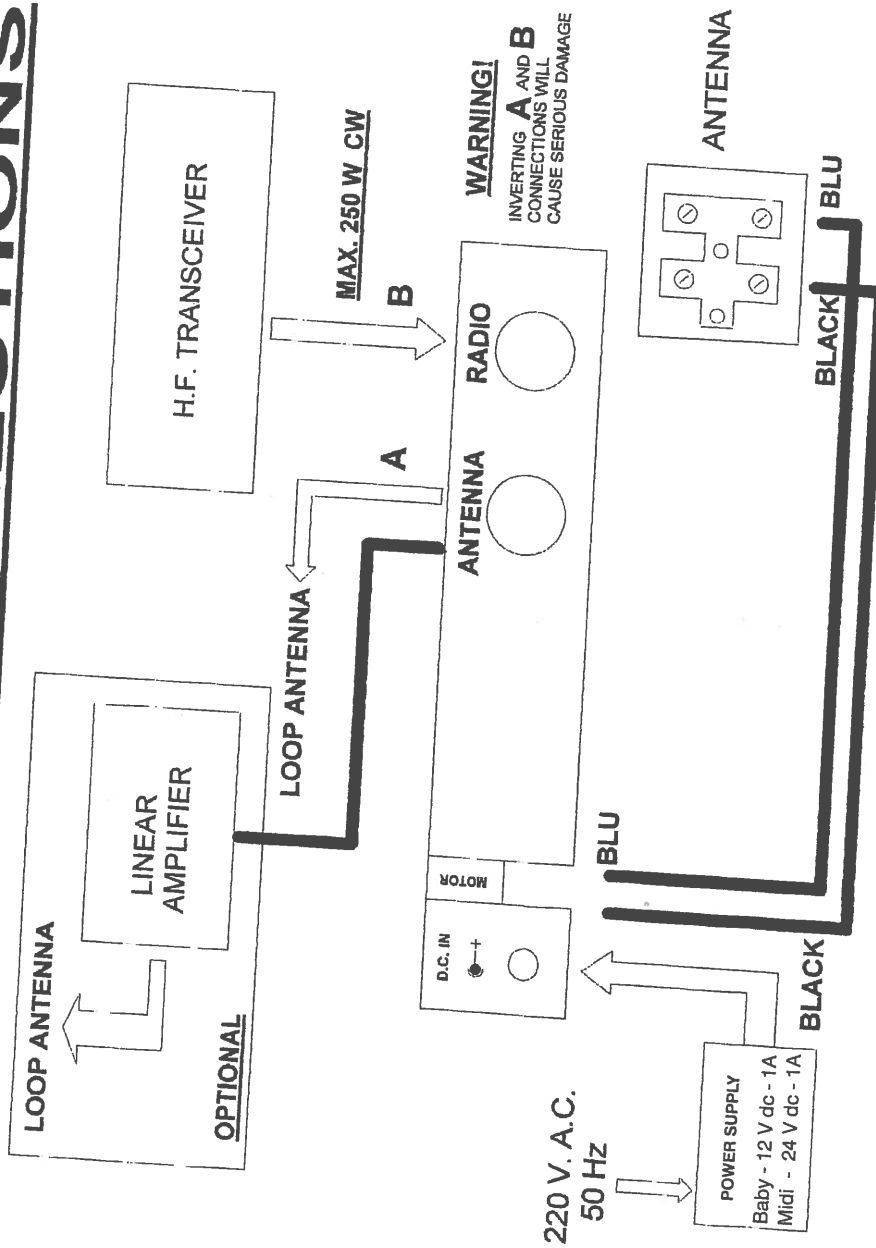 LOOP ANTENNA
LINEAR
AMPLIFIER
OPTIONAL
H.F. TRANSCEIVER
LOOP ANTENNA
A
MAX. 250 W CW
B
D.C. IN
+
MOTOR
ANTENNA
RADIO
WARNING!
INVERTING A AND B
CONNECTIONS WILL
CAUSE SERIOUS DAMAGE
220 V. A.C.
50 Hz
POWER SUPPLY
Baby - 12 V dc - 1A
Midi - 24 V dc - 1A
BLU
BLACK
ANTENNA
BLACK
BLU